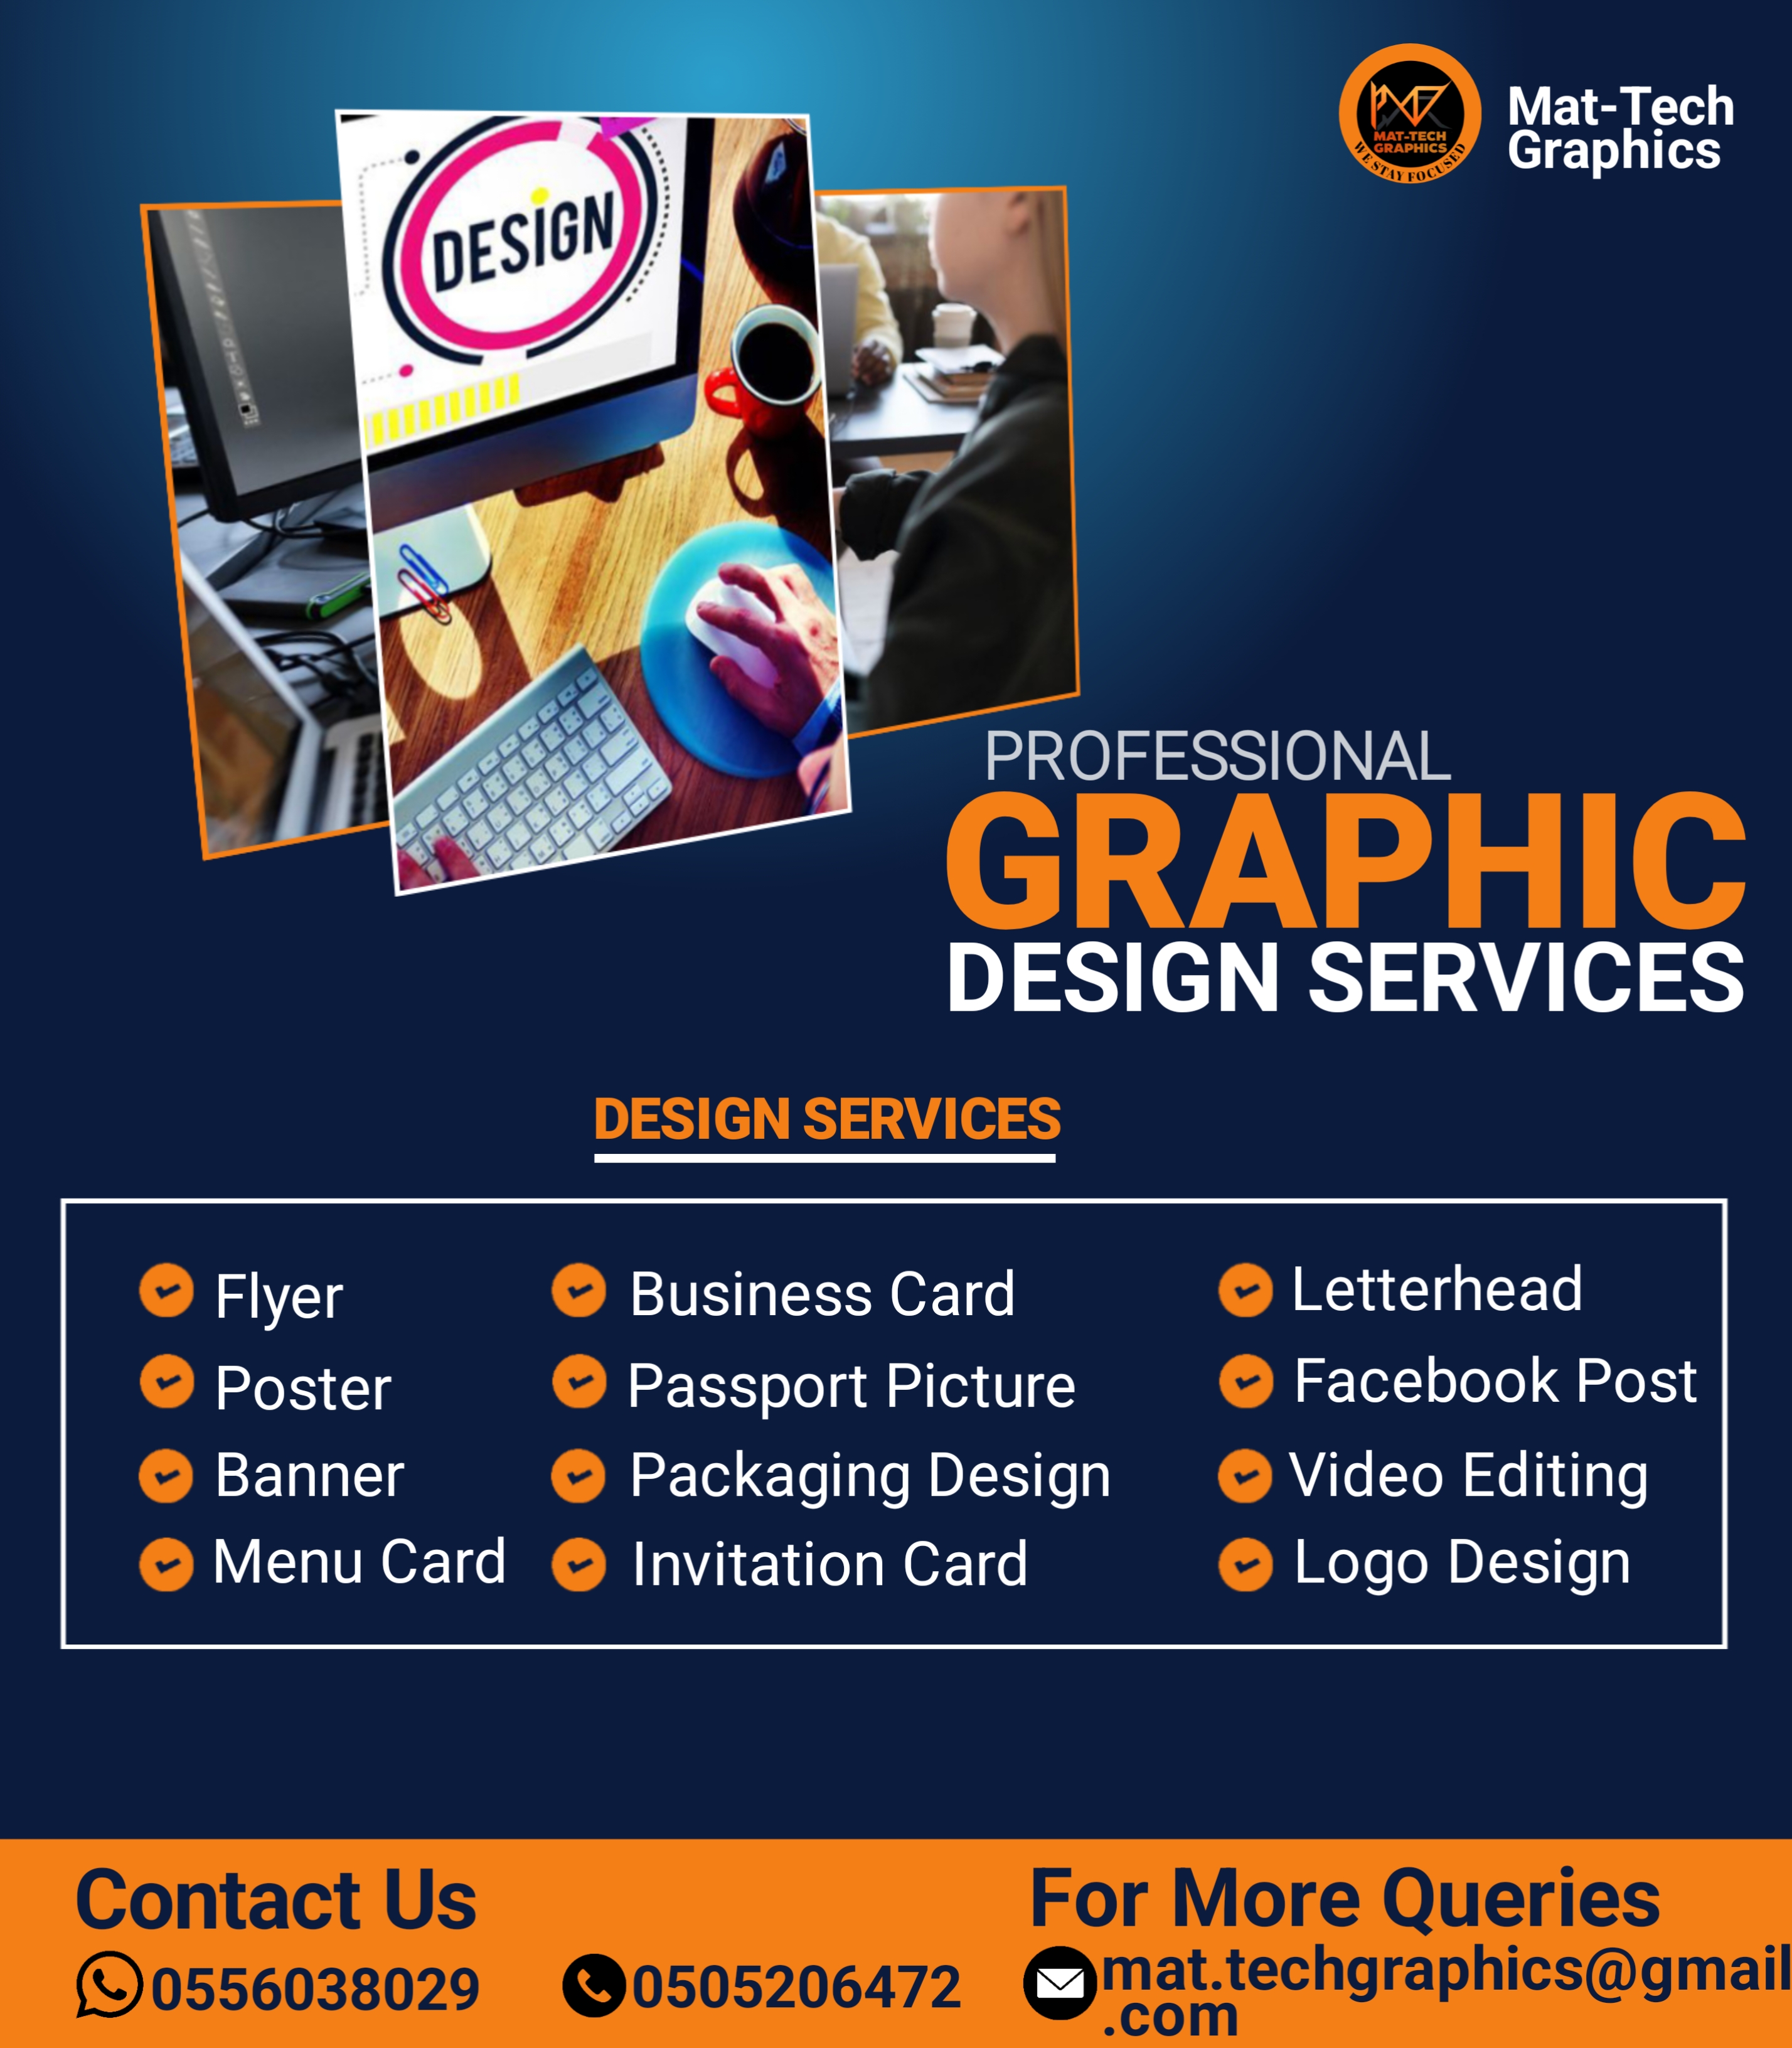 MAT-TECH
GRAPHICS
WE STAY FOCUSED
Mat-Tech
Graphics
DESIGN
PROFESSIONAL
GRAPHIC
DESIGN SERVICES
DESIGN SERVICES
Flyer
Poster
Banner
Menu Card
Business Card
Passport Picture
Packaging Design
Invitation Card
Letterhead
Facebook Post
Video Editing
Logo Design
Contact Us
0556038029
0505206472
For More Queries
mat.techgraphics@gmail
.com